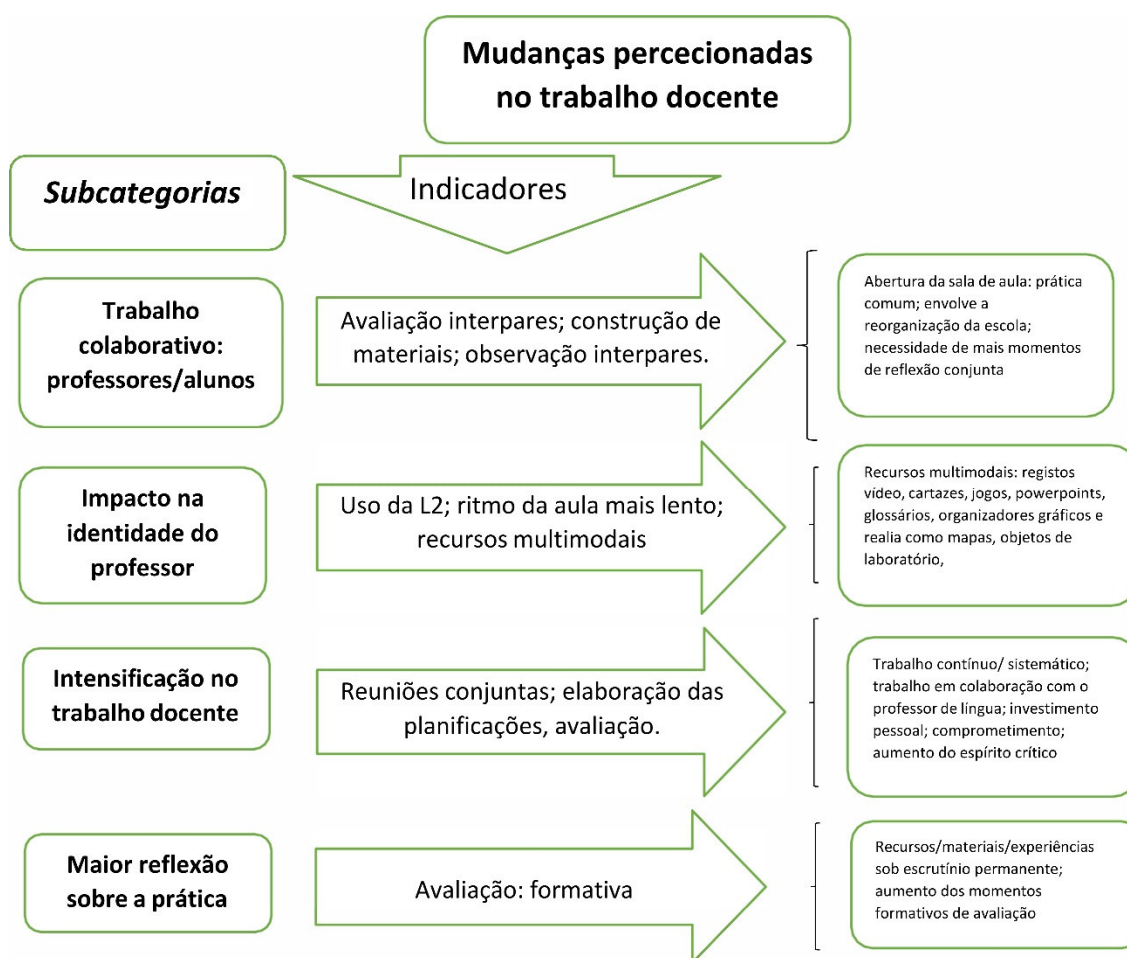 Mudanças percecionadas
no trabalho docente
Subcategorias
Indicadores
Trabalho
colaborativo:
professores/alunos
Avaliação interpares; construção de
materiais; observação interpares.
Abertura da sala de aula: prática
comum; envolve a
reorganização da escola;
necessidade de mais momentos
de reflexão conjunta
Impacto na
identidade do
professor
Uso da L2; ritmo da aula mais lento;
recursos multimodais
Recursos multimodais: registos
vídeo, cartazes, jogos, powerpoints,
glossários, organizadores gráficos e
realia como mapas, objetos de
laboratório,
Intensificação no
trabalho docente
Reuniões conjuntas; elaboração das
planificações, avaliação.
Trabalho contínuo/ sistemático;
trabalho em colaboração com o
professor de língua; investimento
pessoal; comprometimento;
aumento do espírito crítico
Maior reflexão
sobre a prática
Avaliação: formativa
Recursos/materiais/experiências
sob escrutínio permanente;
aumento dos momentos
formativos de avaliação